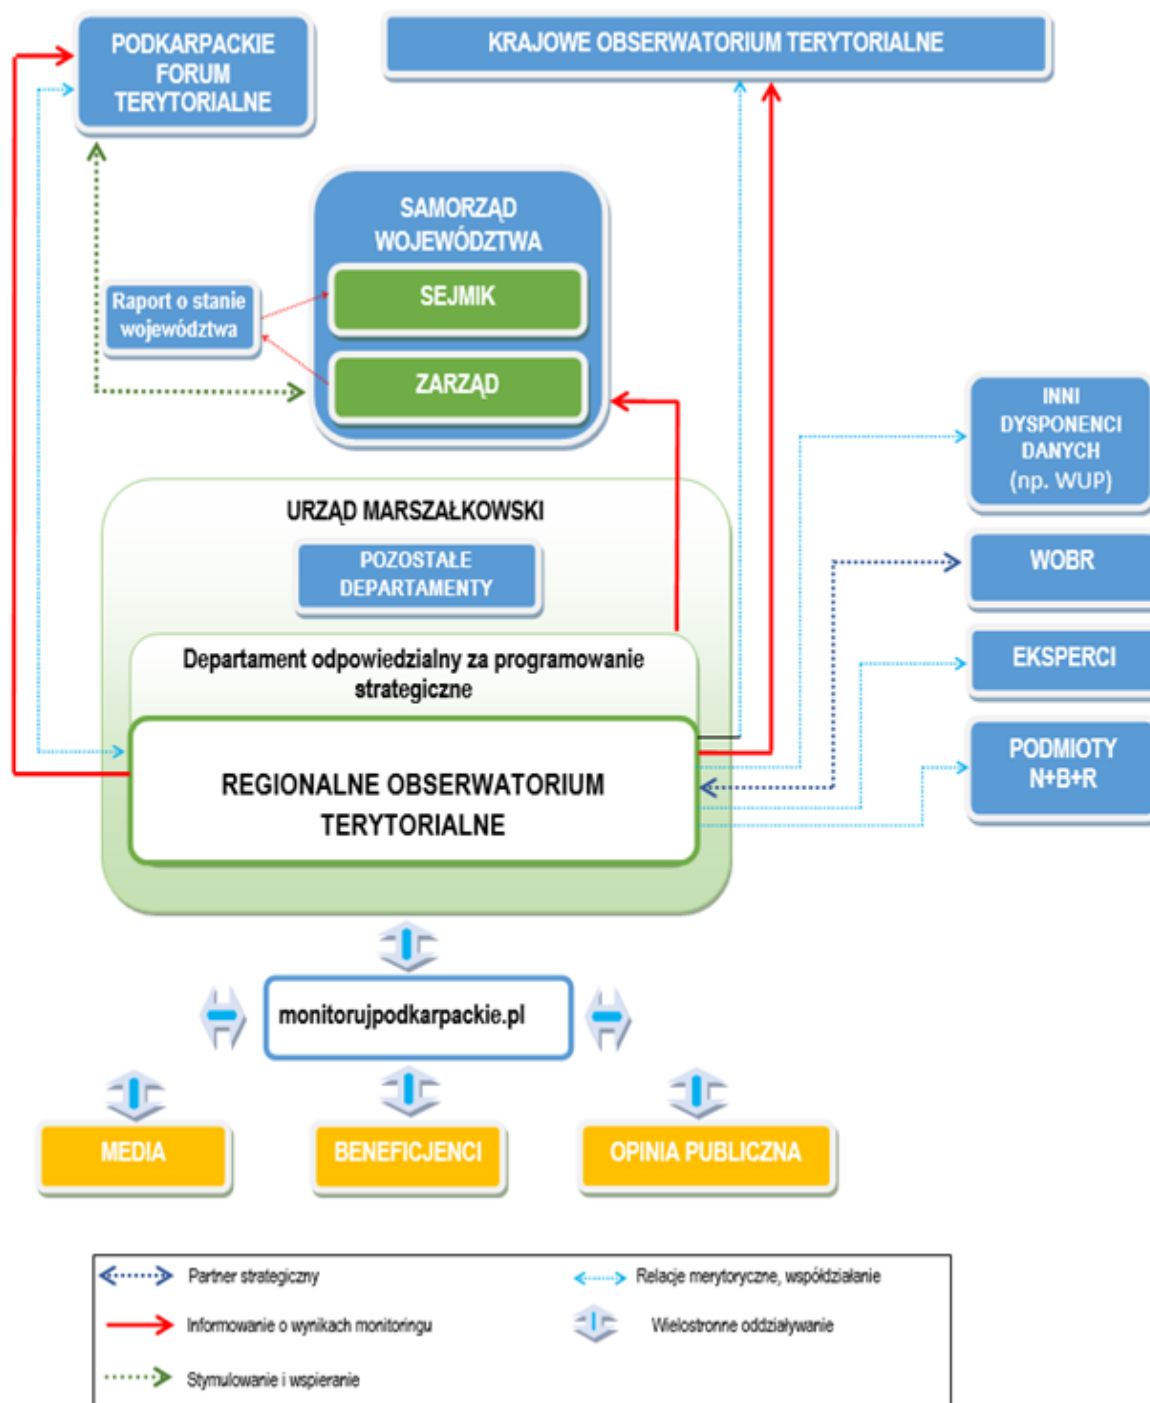 PODKARPACKIE
FORUM
TERYTORIALNE
KRAJOWE OBSERWATORIUM TERYTORIALNE
SAMORZĄD
WOJEWÓDZTWA
SEJMIK
Raport o stanie
województwa
ZARZĄD
INNI
DYSPONENCI
DANYCH
(np. WUP)
URZĄD MARSZAŁKOWSKI
POZOSTAŁE
DEPARTAMENTY
WOBR
Departament odpowiedzialny za programowanie
strategiczne
EKSPERCI
REGIONALNE OBSERWATORIUM
TERYTORIALNE
PODMIOTY
N+B+R
monitorujpodkarpackie.pl
MEDIA
BENEFICJENCI
OPINIA PUBLICZNA
Partner strategiczny
Relacje merytoryczne, współdziałanie
Informowanie o wynikach monitoringu
Wielostronne oddziaływanie
Stymulowanie i wspieranie